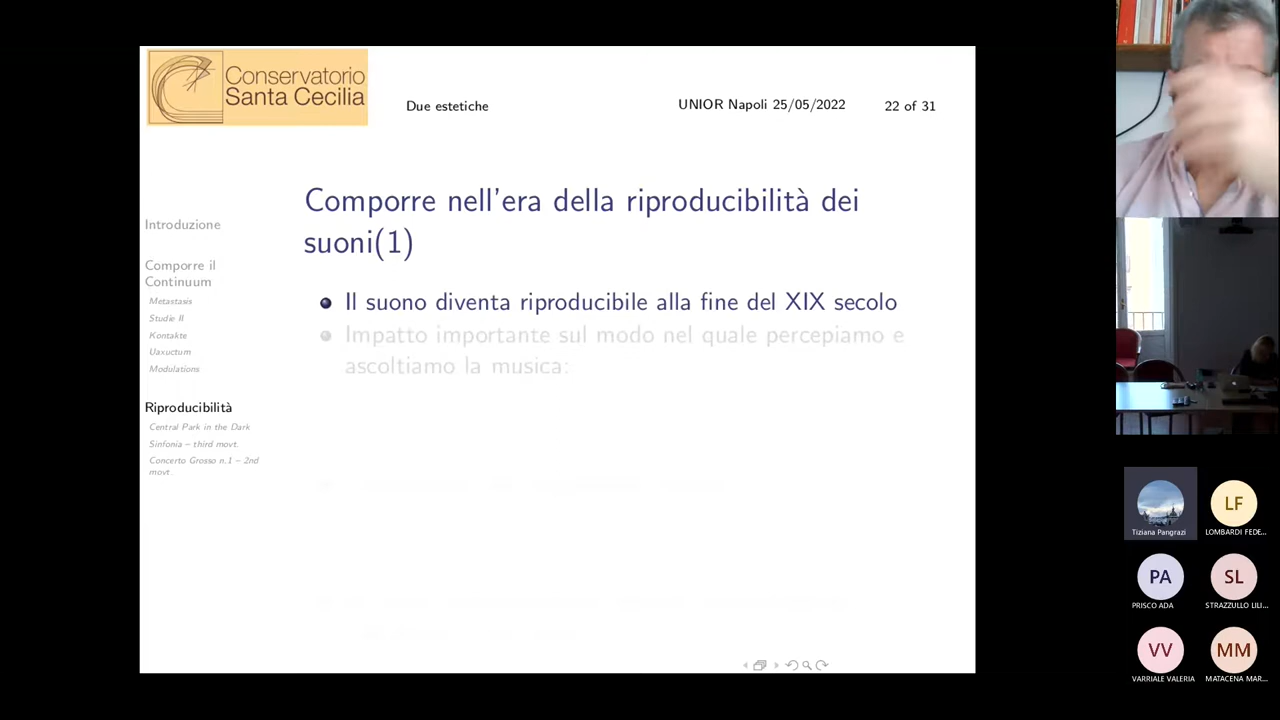 Conservatorio
Santa Cecilia
Due estetiche
UNIOR Napoli 25/05/2022
22 of 31
Comporre nell'era della riproducibilità dei
suoni(1)
Introduzione
Comporre il
Continuum
Metastasis
Studie II
Kontakte
Uaxuctum
Modulations
Riproducibilità
Central Park in the Dark
Sinfonia – third movt.
Concerto Grosso n.1 – 2nd
movt.
Il suono diventa riproducibile alla fine del XIX secolo
Impatto importante sul modo nel quale percepiamo e
ascoltiamo la musica:
Tiziana Pangrazi
LF
LOMBARDI FEDE...
PA
PRISCO ADA
SL
STRAZZULLO LILI...
VV
VARRIALE VALERIA
MM
MATACENA MAR...